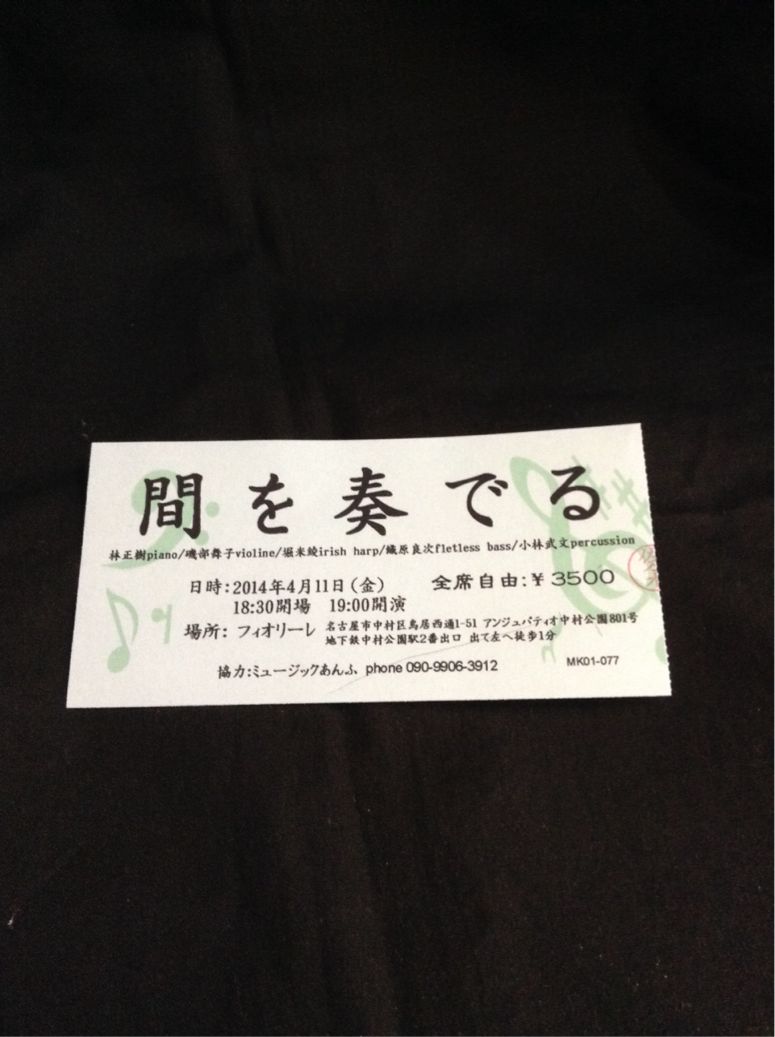 間を奏でる
林正樹piano/磯部舞子violine/堀米綾irish harp/織原良次fletless bass/小林武文percussion
日時:2014年4月11日(金) 全席自由:¥3500
18:30開場 19:00開演
場所: フィオリーレ 名古屋市中村区鳥居西通1-51 アンジュパティオ中村公園801号
地下鉄中村公園駅2番出口 出て左へ徒歩1分
協力:ミュージックあんふ phone 090-9906-3912 MK01-077